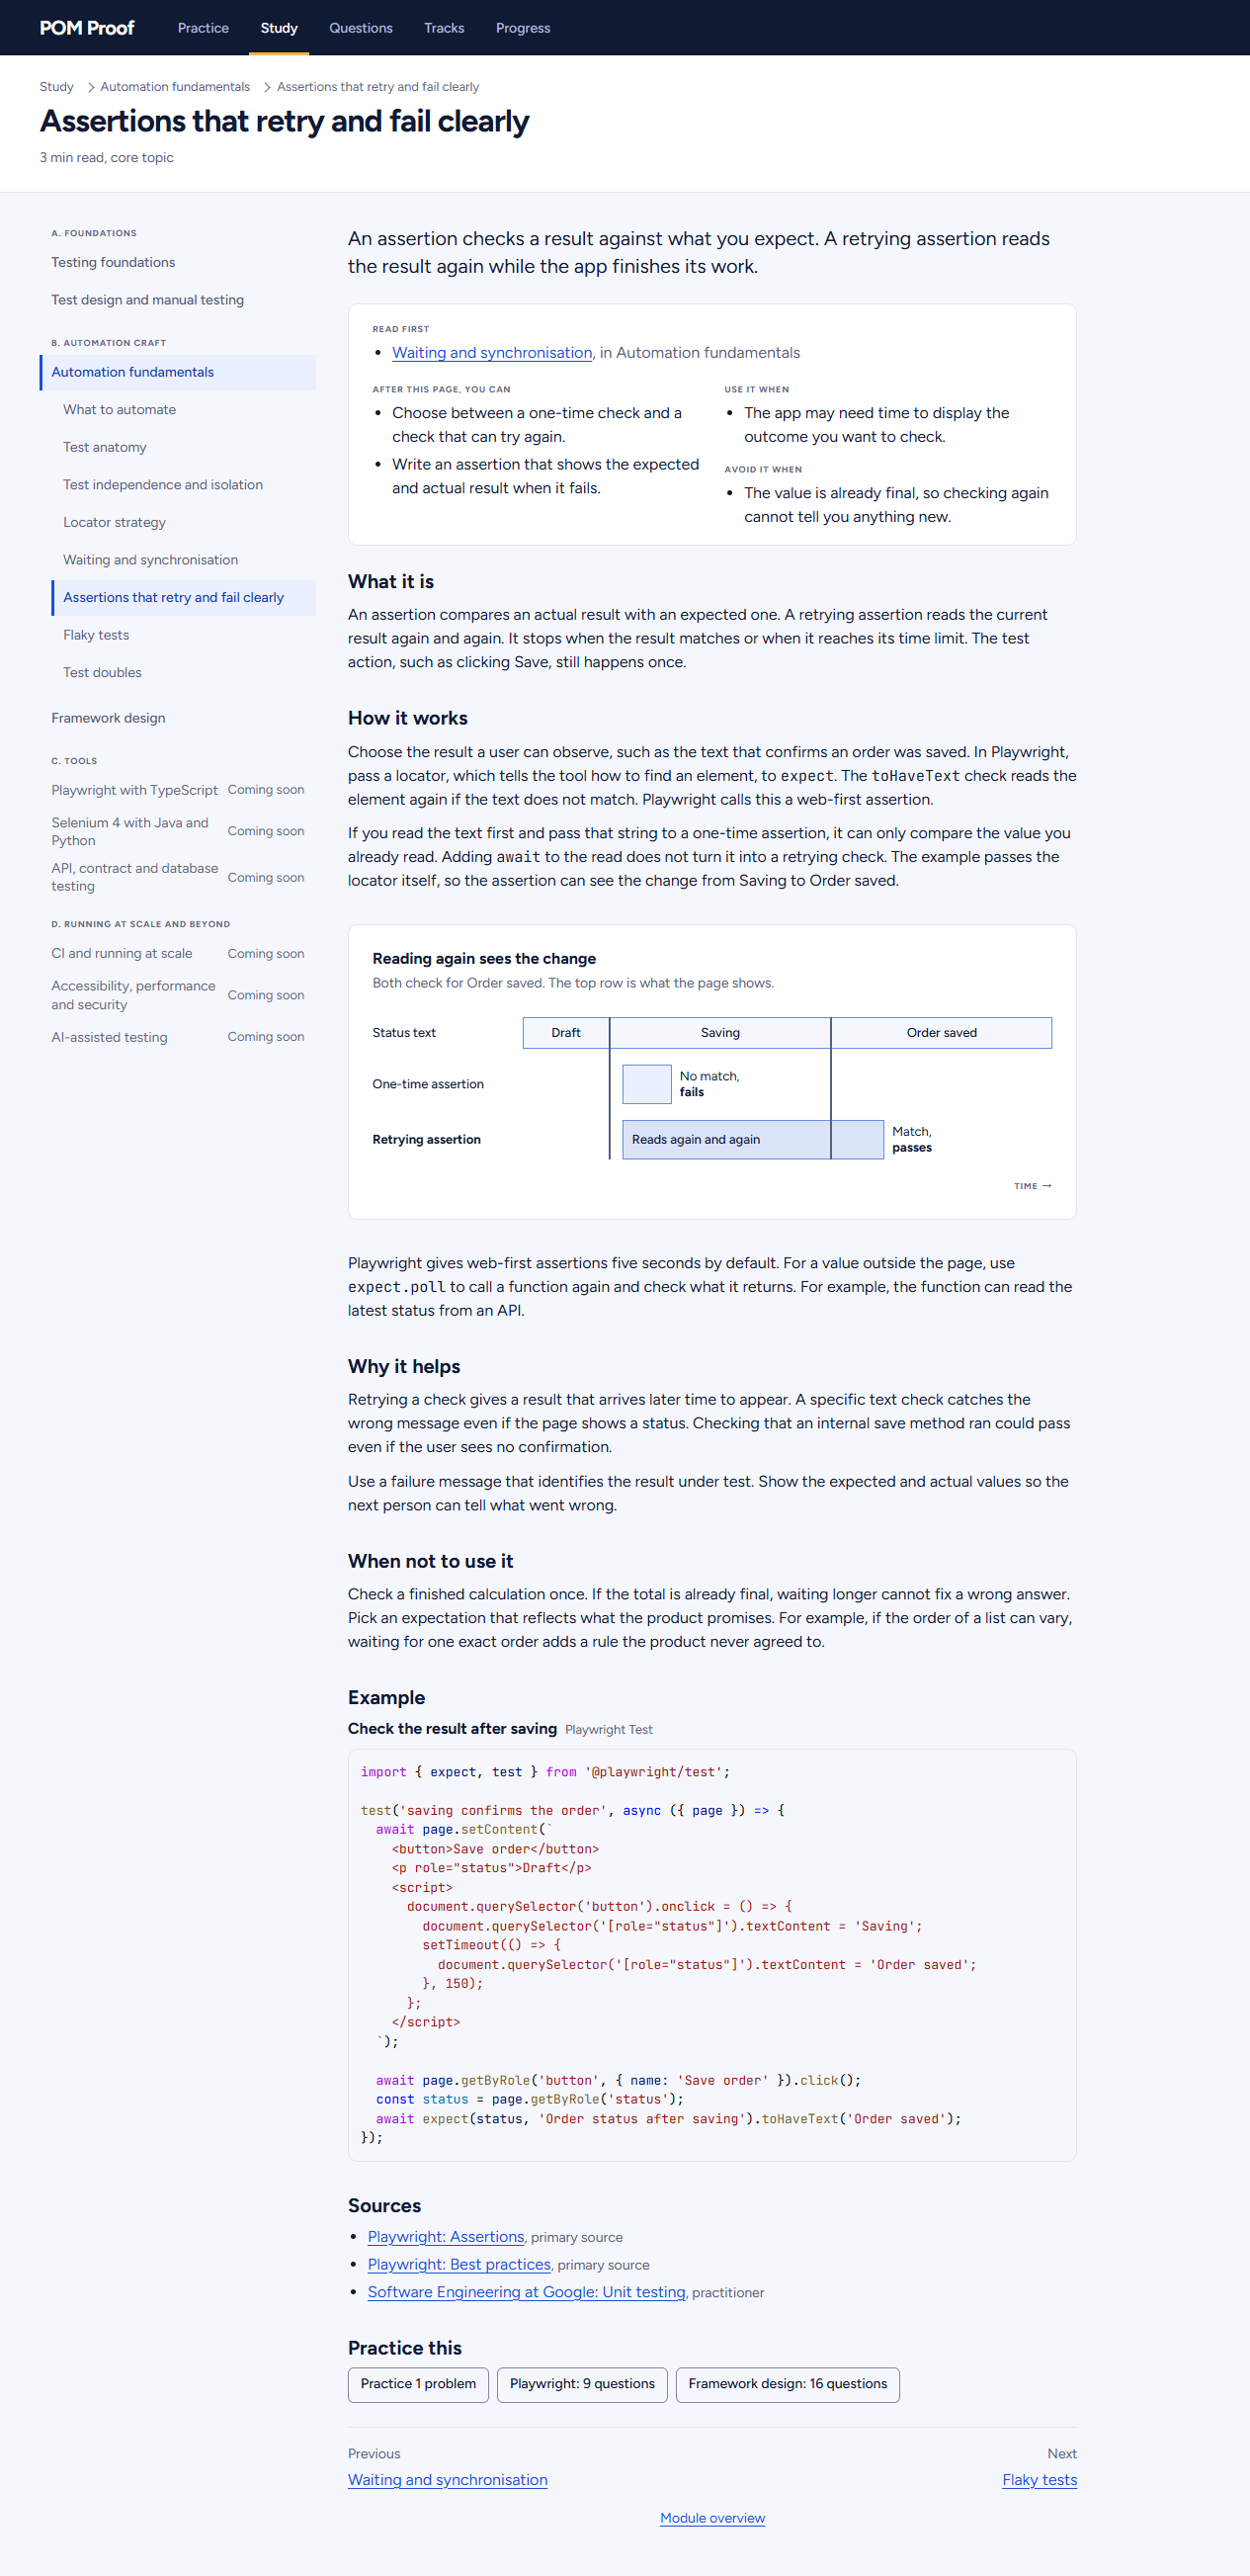 POM Proof
Practice
Study
Questions
Tracks
Progress
Study
Automation fundamentals
Assertions that retry and fail clearly
Assertions that retry and fail clearly
3 min read, core topic
A. FOUNDATIONS
Testing foundations
Test design and manual testing
B. AUTOMATION CRAFT
Automation fundamentals
What to automate
Test anatomy
Test independence and isolation
Locator strategy
Waiting and synchronisation
Assertions that retry and fail clearly
Flaky tests
Test doubles
Framework design
C. TOOLS
Playwright with TypeScript Coming soon
Selenium 4 with Java and
Python
Coming soon
API, contract and database
testing
Coming soon
D. RUNNING AT SCALE AND BEYOND
CI and running at scale Coming soon
Accessibility, performance
and security
Coming soon
AI-assisted testing Coming soon
An assertion checks a result against what you expect. A retrying assertion reads
the result again while the app finishes its work.
READ FIRST
• Waiting and synchronisation, in Automation fundamentals
AFTER THIS PAGE, YOU CAN
• Choose between a one-time check and a
check that can try again.
• Write an assertion that shows the expected
and actual result when it fails.
USE IT WHEN
• The app may need time to display the
outcome you want to check.
AVOID IT WHEN
• The value is already final, so checking again
cannot tell you anything new.
What it is
An assertion compares an actual result with an expected one. A retrying assertion reads the current
result again and again. It stops when the result matches or when it reaches its time limit. The test
action, such as clicking Save, still happens once.
How it works
Choose the result a user can observe, such as the text that confirms an order was saved. In Playwright,
pass a locator, which tells the tool how to find an element, to expect. The toHaveText check reads the
element again if the text does not match. Playwright calls this a web-first assertion.
If you read the text first and pass that string to a one-time assertion, it can only compare the value you
already read. Adding await to the read does not turn it into a retrying check. The example passes the
locator itself, so the assertion can see the change from Saving to Order saved.
Reading again sees the change
Both check for Order saved. The top row is what the page shows.
Status text
Draft
Saving
Order saved
One-time assertion
No match,
fails
Retrying assertion
Reads again and again
Match,
passes
TIME →
Playwright gives web-first assertions five seconds by default. For a value outside the page, use
expect.poll to call a function again and check what it returns. For example, the function can read the
latest status from an API.
Why it helps
Retrying a check gives a result that arrives later time to appear. A specific text check catches the
wrong message even if the page shows a status. Checking that an internal save method ran could pass
even if the user sees no confirmation.
Use a failure message that identifies the result under test. Show the expected and actual values so the
next person can tell what went wrong.
When not to use it
Check a finished calculation once. If the total is already final, waiting longer cannot fix a wrong answer.
Pick an expectation that reflects what the product promises. For example, if the order of a list can vary,
waiting for one exact order adds a rule the product never agreed to.
Example
Check the result after saving Playwright Test
import { expect, test } from '@playwright/test';
test('saving confirms the order', async ({ page }) => {
  await page.setContent(`
    <button>Save order</button>
    <p role="status">Draft</p>
    <script>
      document.querySelector('button').onclick = () => {
        document.querySelector('[role="status"]').textContent = 'Saving';
        setTimeout(() => {
          document.querySelector('[role="status"]').textContent = 'Order saved';
        }, 150);
      };
    </script>
  `);
  await page.getByRole('button', { name: 'Save order' }).click();
  const status = page.getByRole('status');
  await expect(status, 'Order status after saving').toHaveText('Order saved');
});
Sources
• Playwright: Assertions, primary source
• Playwright: Best practices, primary source
• Software Engineering at Google: Unit testing, practitioner
Practice this
Practice 1 problem
Playwright: 9 questions
Framework design: 16 questions
Previous
Waiting and synchronisation
Next
Flaky tests
Module overview